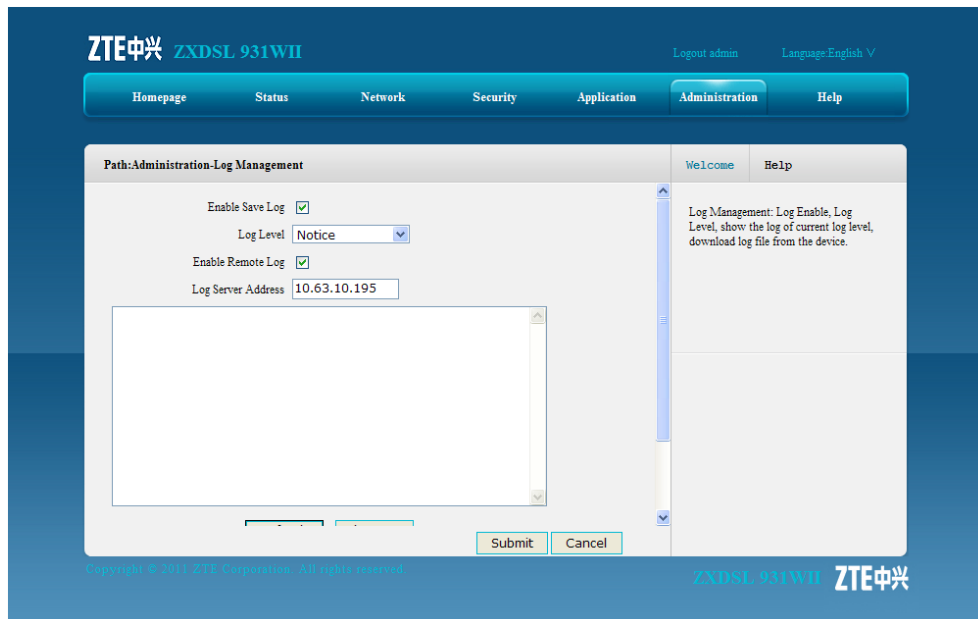 ZTE中兴 ZXDSL 931WII
Logout admin Language:English
Homepage Status Network Security Application Administration Help
Path:Administration-Log Management
Enable Save Log
Log Level Notice
Enable Remote Log
Log Server Address 10.63.10.195
Submit Cancel
Welcome Help
Log Management: Log Enable, Log
Level, show the log of current log level,
download log file from the device.
Copyright © 2011 ZTE Corporation. All rights reserved.
ZXDSL 931WII ZTE中兴